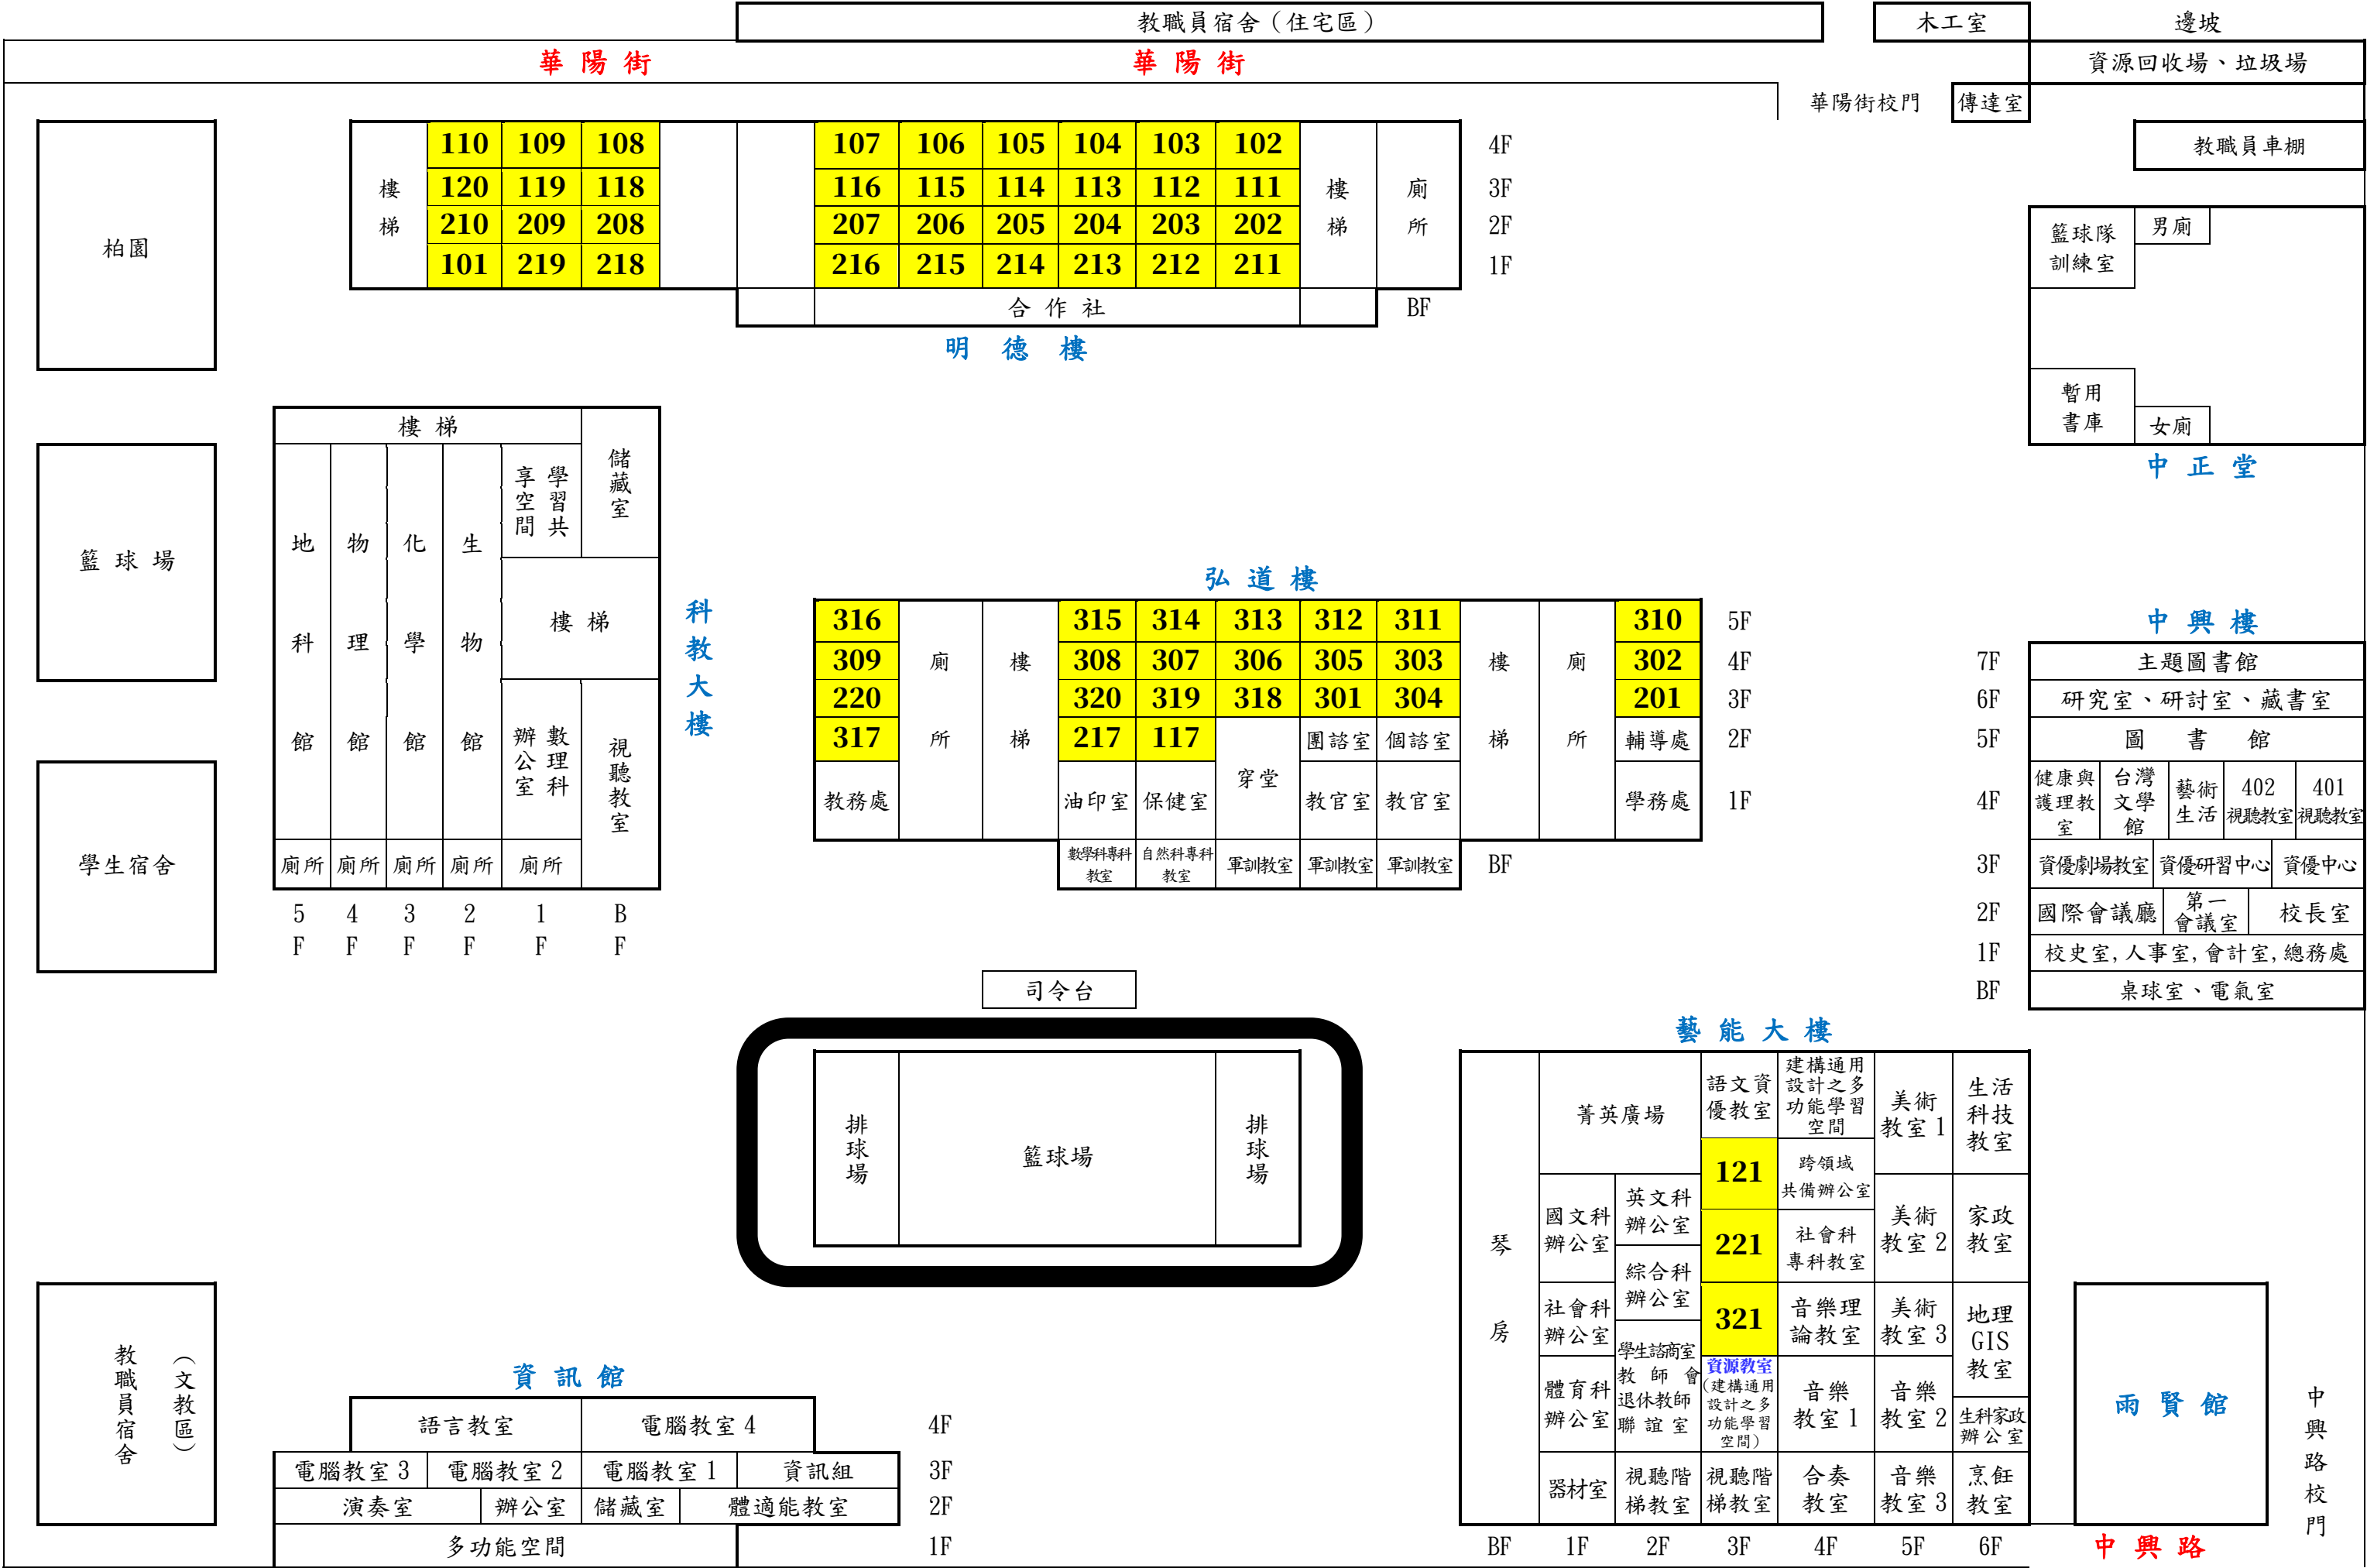 教職員宿舍（住宅區）
木工室
邊坡
華 陽 街
華 陽 街
資源回收場、垃圾場
華陽街校門
傳達室
教職員車棚
柏園
樓梯
110 109 108
107 106 105 104 103 102
4F
120 119 118
116 115 114 113 112 111
3F
210 209 208
207 206 205 204 203 202
2F
101 219 218
216 215 214 213 212 211
1F
樓梯
廁所
合 作 社
BF
明 德 樓
籃球隊
訓練室
男廁
暫用
書庫
女廁
中 正 堂
籃 球 場
樓 梯
儲藏室
學習共
享空間
地科館
物理館
化學館
生物館
樓 梯
數理科
辦公室
視聽教室
廁所 廁所 廁所 廁所 廁所
5F 4F 3F 2F 1F BF
科教大樓
弘 道 樓
316 315 314 313 312 311 310 5F
309 308 307 306 305 303 302 4F
220 320 319 318 301 304 201 3F
317 217 117 團諮室 個諮室 輔導處 2F
廁所
樓梯
穿堂
樓梯
廁所
教務處 油印室 保健室 教官室 教官室 學務處 1F
數學科專科
教室
自然科專科
教室
軍訓教室 軍訓教室 軍訓教室 BF
中 興 樓
7F 主題圖書館
6F 研究室、研討室、藏書室
5F 圖 書 館
4F
健康與
護理教
室
台灣
文學
館
藝術
生活
402
視聽教室
401
視聽教室
3F 資優劇場教室 資優研習中心 資優中心
2F 國際會議廳
第一
會議室
校長室
1F 校史室, 人事室, 會計室, 總務處
BF 桌球室、電氣室
學生宿舍
司令台
排球場
籃球場
排球場
藝 能 大 樓
琴房
菁英廣場
語文資
優教室
建構通用
設計之多
功能學習
空間
美術
教室 1
生活
科技
教室
121
跨領域
共備辦公室
國文科
辦公室
英文科
辦公室
221
社會科
專科教室
美術
教室 2
家政
教室
綜合科
辦公室
社會科
辦公室
321
音樂理
論教室
美術
教室 3
地理
GIS
教室
學生諮商室
教 師 會
退休教師
聯 誼 室
體育科
辦公室
資源教室
(建構通用
設計之多
功能學習
空間)
音樂
教室 1
音樂
教室 2
生科家政
辦 公 室
器材室
視聽階
梯教室
視聽階
梯教室
合奏
教室
音樂
教室 3
烹飪
教室
BF 1F 2F 3F 4F 5F 6F
雨 賢 館
中興路校門
中 興 路
教職員宿舍
（文教區）
資 訊 館
語言教室 電腦教室 4 4F
電腦教室 3 電腦教室 2 電腦教室 1 資訊組 3F
演奏室 辦公室 儲藏室 體適能教室 2F
多功能空間 1F